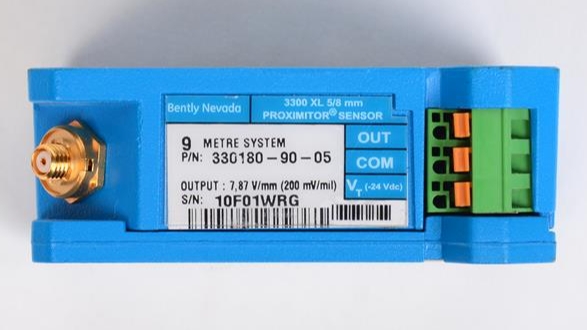 Bently Nevada
3300 XL 5/8 mm
PROXIMITOR® SENSOR
9 METRE SYSTEM
P/N: 330180-90-05
OUTPUT : 7,87 V/mm (200 mV/mil)
S/N: 10F01WRG
OUT
COM
VT (-24 Vdc)